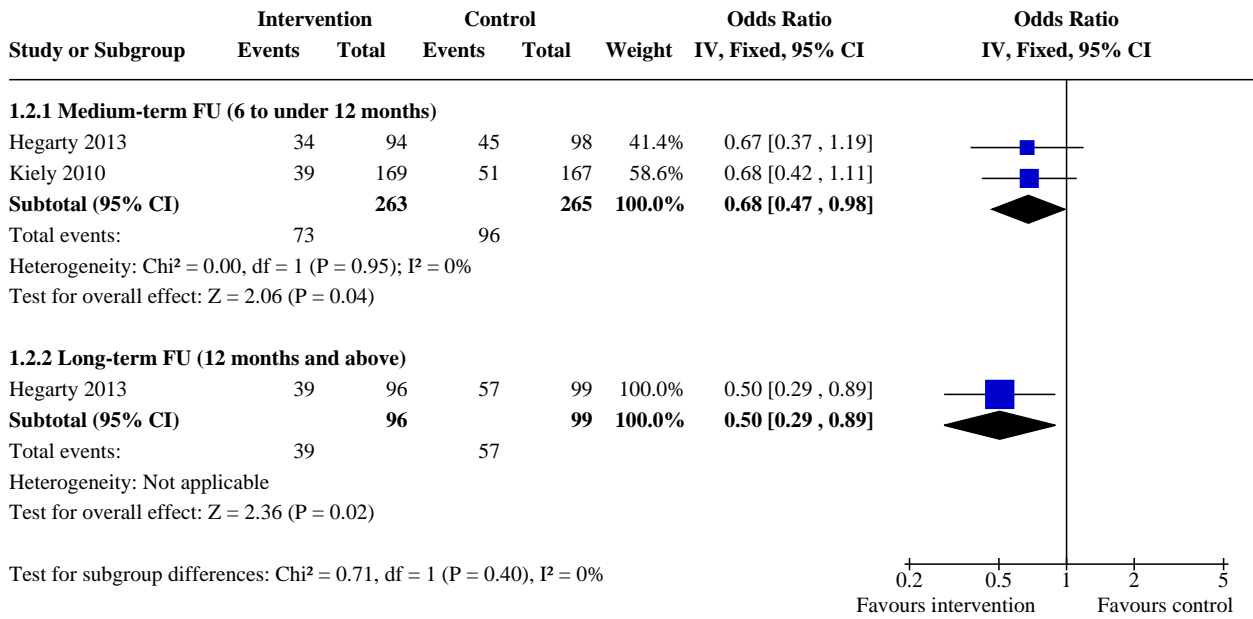 Intervention Control Odds Ratio Odds Ratio
Study or Subgroup Events Total Events Total Weight IV, Fixed, 95% CI IV, Fixed, 95% CI
1.2.1 Medium-term FU (6 to under 12 months)
Hegarty 2013 34 94 45 98 41.4% 0.67 [0.37 , 1.19]
Kiely 2010 39 169 51 167 58.6% 0.68 [0.42 , 1.11]
Subtotal (95% CI) 263 265 100.0% 0.68 [0.47 , 0.98]
Total events: 73 96
Heterogeneity: Chi² = 0.00, df = 1 (P = 0.95); I² = 0%
Test for overall effect: Z = 2.06 (P = 0.04)
1.2.2 Long-term FU (12 months and above)
Hegarty 2013 39 96 57 99 100.0% 0.50 [0.29 , 0.89]
Subtotal (95% CI) 96 99 100.0% 0.50 [0.29 , 0.89]
Total events: 39 57
Heterogeneity: Not applicable
Test for overall effect: Z = 2.36 (P = 0.02)
Test for subgroup differences: Chi² = 0.71, df = 1 (P = 0.40), I² = 0%
0.2 0.5 1 2 5
Favours intervention Favours control